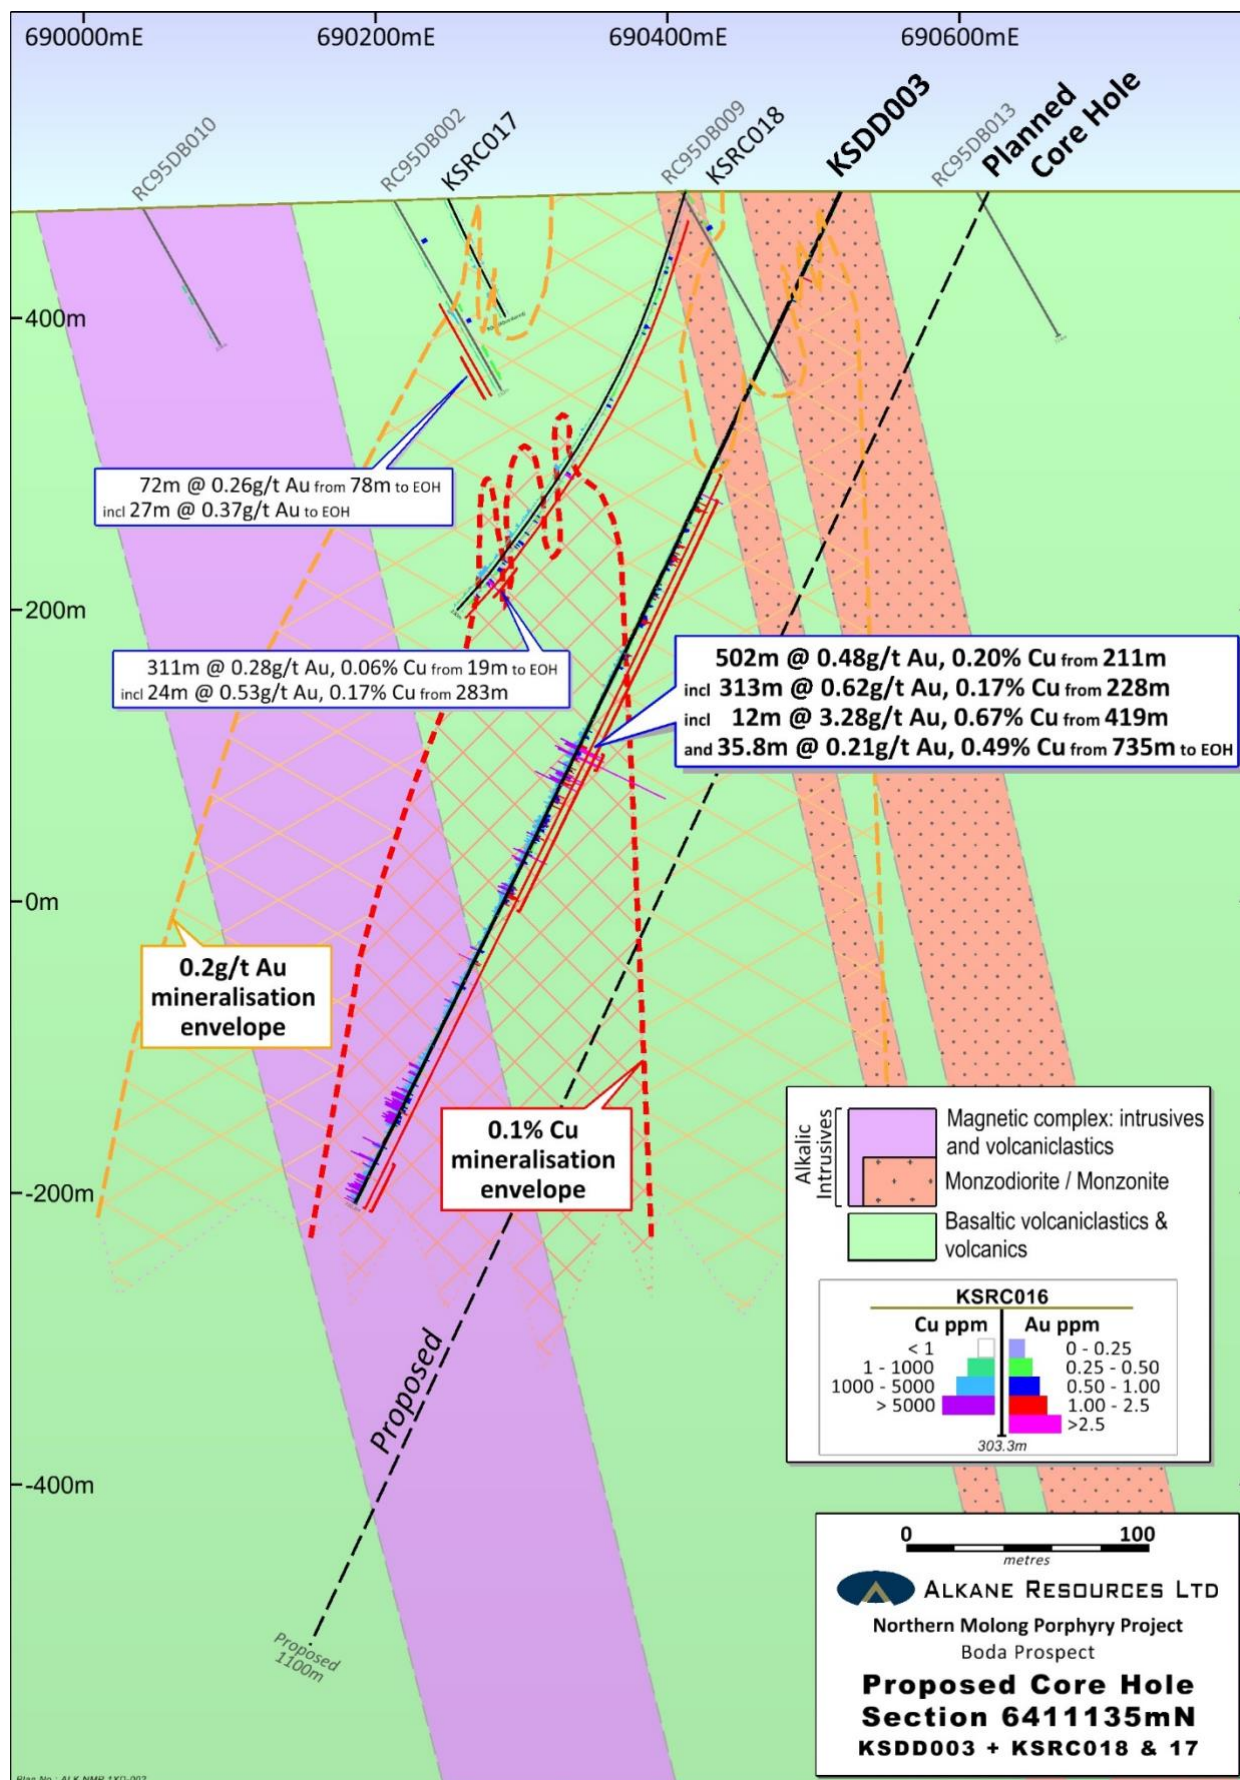 690000mE
690200mE
690400mE
690600mE
RC95DB010
RC95DB002
KSRC017
RC95DB009
KSRC018
KSDD003
RC95DB013
Planned
Core Hole
400m
200m
0m
-200m
-400m
72m @ 0.26g/t Au from 78m to EOH
incl 27m @ 0.37g/t Au to EOH
311m @ 0.28g/t Au, 0.06% Cu from 19m to EOH
incl 24m @ 0.53g/t Au, 0.17% Cu from 283m
502m @ 0.48g/t Au, 0.20% Cu from 211m
incl 313m @ 0.62g/t Au, 0.17% Cu from 228m
incl 12m @ 3.28g/t Au, 0.67% Cu from 419m
and 35.8m @ 0.21g/t Au, 0.49% Cu from 735m to EOH
0.2g/t Au
mineralisation
envelope
0.1% Cu
mineralisation
envelope
Proposed
Proposed
1100m
Alkalic
Intrusives
Magnetic complex: intrusives
and volcaniclastics
Monzodiorite / Monzonite
Basaltic volcaniclastics &
volcanics
KSRC016
Cu ppm Au ppm
< 1 0 - 0.25
1 - 1000 0.25 - 0.50
1000 - 5000 0.50 - 1.00
> 5000 1.00 - 2.5
>2.5
303.3m
0 100
metres
ALKANE RESOURCES LTD
Northern Molong Porphyry Project
Boda Prospect
Proposed Core Hole
Section 6411135mN
KSDD003 + KSRC018 & 17